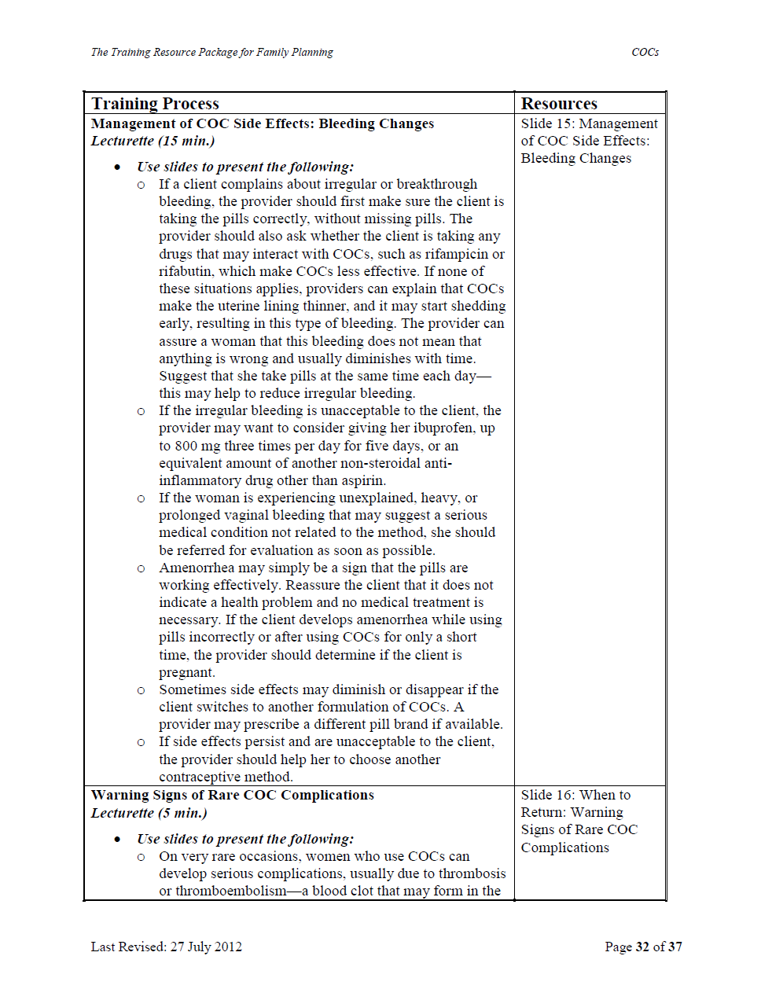 The Training Resource Package for Family Planning COCs
Training Process Resources
Management of COC Side Effects: Bleeding Changes
Lecturette (15 min.)
• Use slides to present the following:
o If a client complains about irregular or breakthrough
bleeding, the provider should first make sure the client is
taking the pills correctly, without missing pills. The
provider should also ask whether the client is taking any
drugs that may interact with COCs, such as rifampicin or
rifabutin, which make COCs less effective. If none of
these situations applies, providers can explain that COCs
make the uterine lining thinner, and it may start shedding
early, resulting in this type of bleeding. The provider can
assure a woman that this bleeding does not mean that
anything is wrong and usually diminishes with time.
Suggest that she take pills at the same time each day—
this may help to reduce irregular bleeding.
o If the irregular bleeding is unacceptable to the client, the
provider may want to consider giving her ibuprofen, up
to 800 mg three times per day for five days, or an
equivalent amount of another non-steroidal anti-
inflammatory drug other than aspirin.
o If the woman is experiencing unexplained, heavy, or
prolonged vaginal bleeding that may suggest a serious
medical condition not related to the method, she should
be referred for evaluation as soon as possible.
o Amenorrhea may simply be a sign that the pills are
working effectively. Reassure the client that it does not
indicate a health problem and no medical treatment is
necessary. If the client develops amenorrhea while using
pills incorrectly or after using COCs for only a short
time, the provider should determine if the client is
pregnant.
o Sometimes side effects may diminish or disappear if the
client switches to another formulation of COCs. A
provider may prescribe a different pill brand if available.
o If side effects persist and are unacceptable to the client,
the provider should help her to choose another
contraceptive method.
Slide 15: Management
of COC Side Effects:
Bleeding Changes
Warning Signs of Rare COC Complications
Lecturette (5 min.)
• Use slides to present the following:
o On very rare occasions, women who use COCs can
develop serious complications, usually due to thrombosis
or thromboembolism—a blood clot that may form in the
Slide 16: When to
Return: Warning
Signs of Rare COC
Complications
Last Revised: 27 July 2012 Page 32 of 37